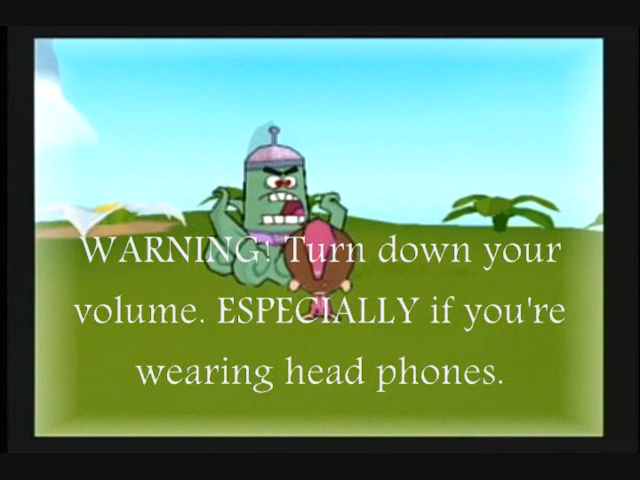 WARNING! Turn down your
volume. ESPECIALLY if you're
wearing head phones.